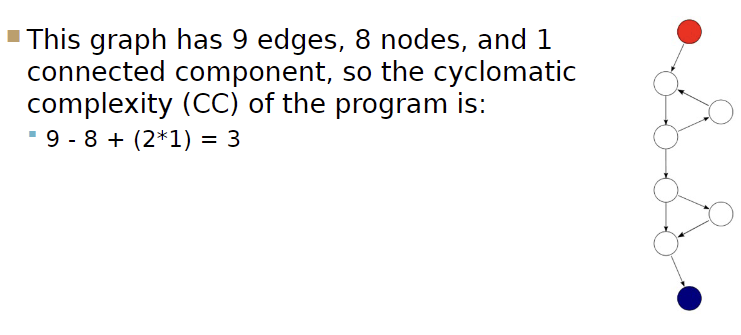 This graph has 9 edges, 8 nodes, and 1
connected component, so the cyclomatic
complexity (CC) of the program is:
9 - 8 + (2*1) = 3